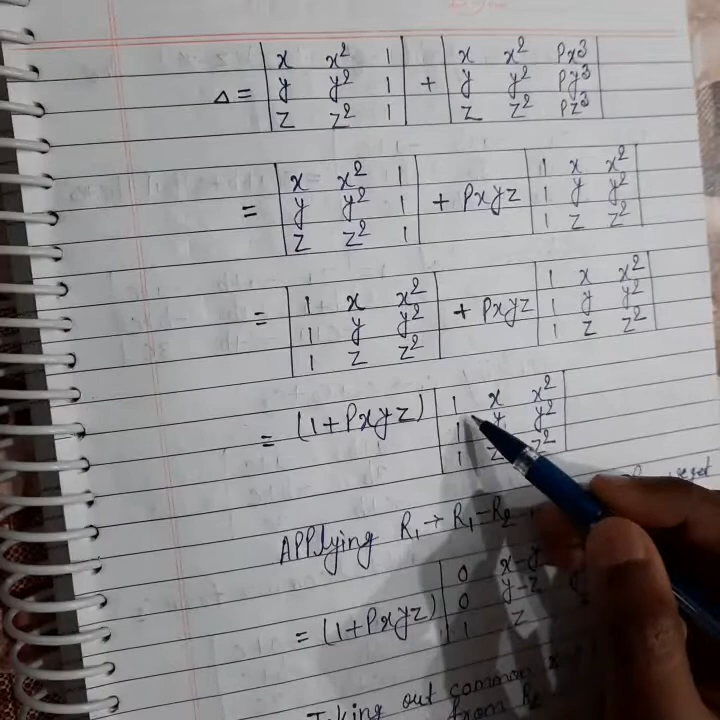 Δ = | x x² 1 | + | x x² Px³ |
| y y² 1 | | y y² Py³ |
| z z² 1 | | z z² Pz³ |
= | x x² 1 | + Pxyz | 1 x x² |
| y y² 1 | | 1 y y² |
| z z² 1 | | 1 z z² |
= | 1 x x² | + Pxyz | 1 x x² |
| 1 y y² | | 1 y y² |
| 1 z z² | | 1 z z² |
= (1+Pxyz) | 1 x x² |
| 1 y y² |
| 1 z z² |
Applying R₁→R₁-R₂
= (1+Pxyz) | 0 x-y
| 0 y-z
| 1 z
Taking out common
from R₂